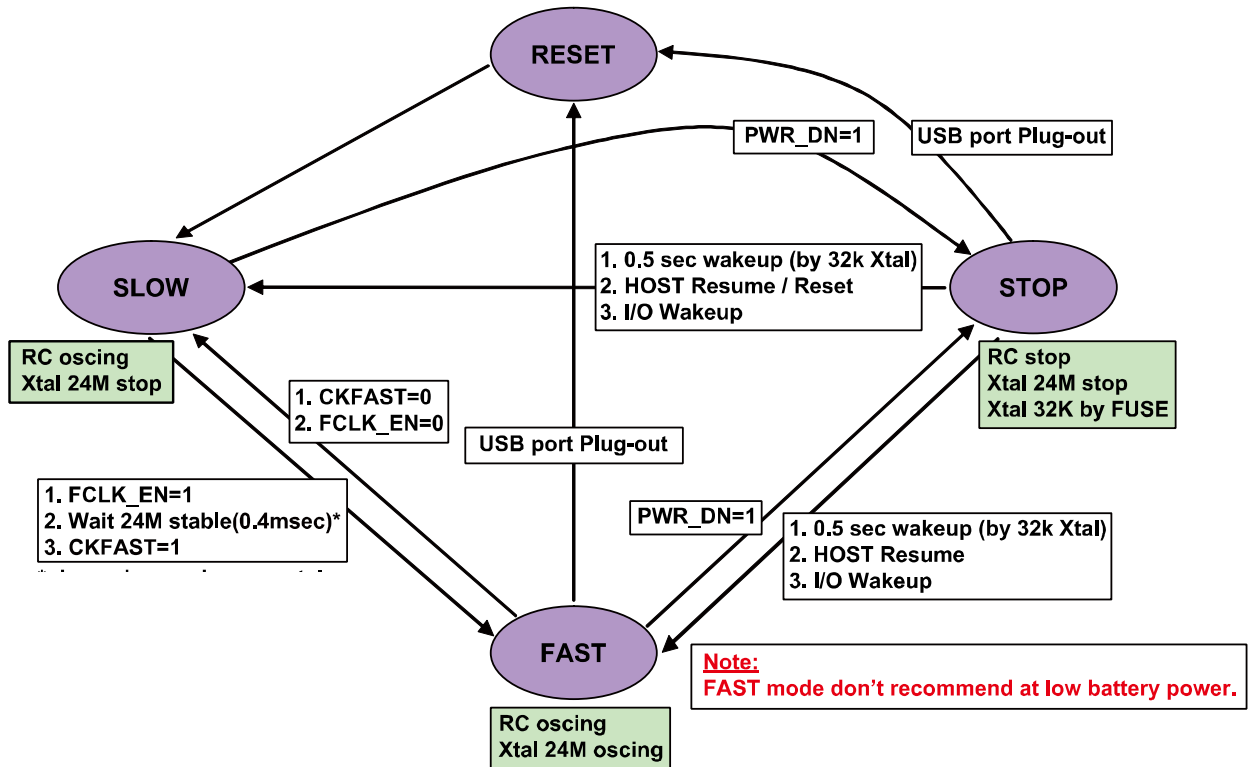 RESET
PWR_DN=1
USB port Plug-out
SLOW
1. 0.5 sec wakeup (by 32k Xtal)
2. HOST Resume / Reset
3. I/O Wakeup
STOP
RC oscing
Xtal 24M stop
RC stop
Xtal 24M stop
Xtal 32K by FUSE
1. CKFAST=0
2. FCLK_EN=0
USB port Plug-out
1. FCLK_EN=1
2. Wait 24M stable(0.4msec)*
3. CKFAST=1
PWR_DN=1
1. 0.5 sec wakeup (by 32k Xtal)
2. HOST Resume
3. I/O Wakeup
FAST
Note:
FAST mode don't recommend at low battery power.
RC oscing
Xtal 24M oscing